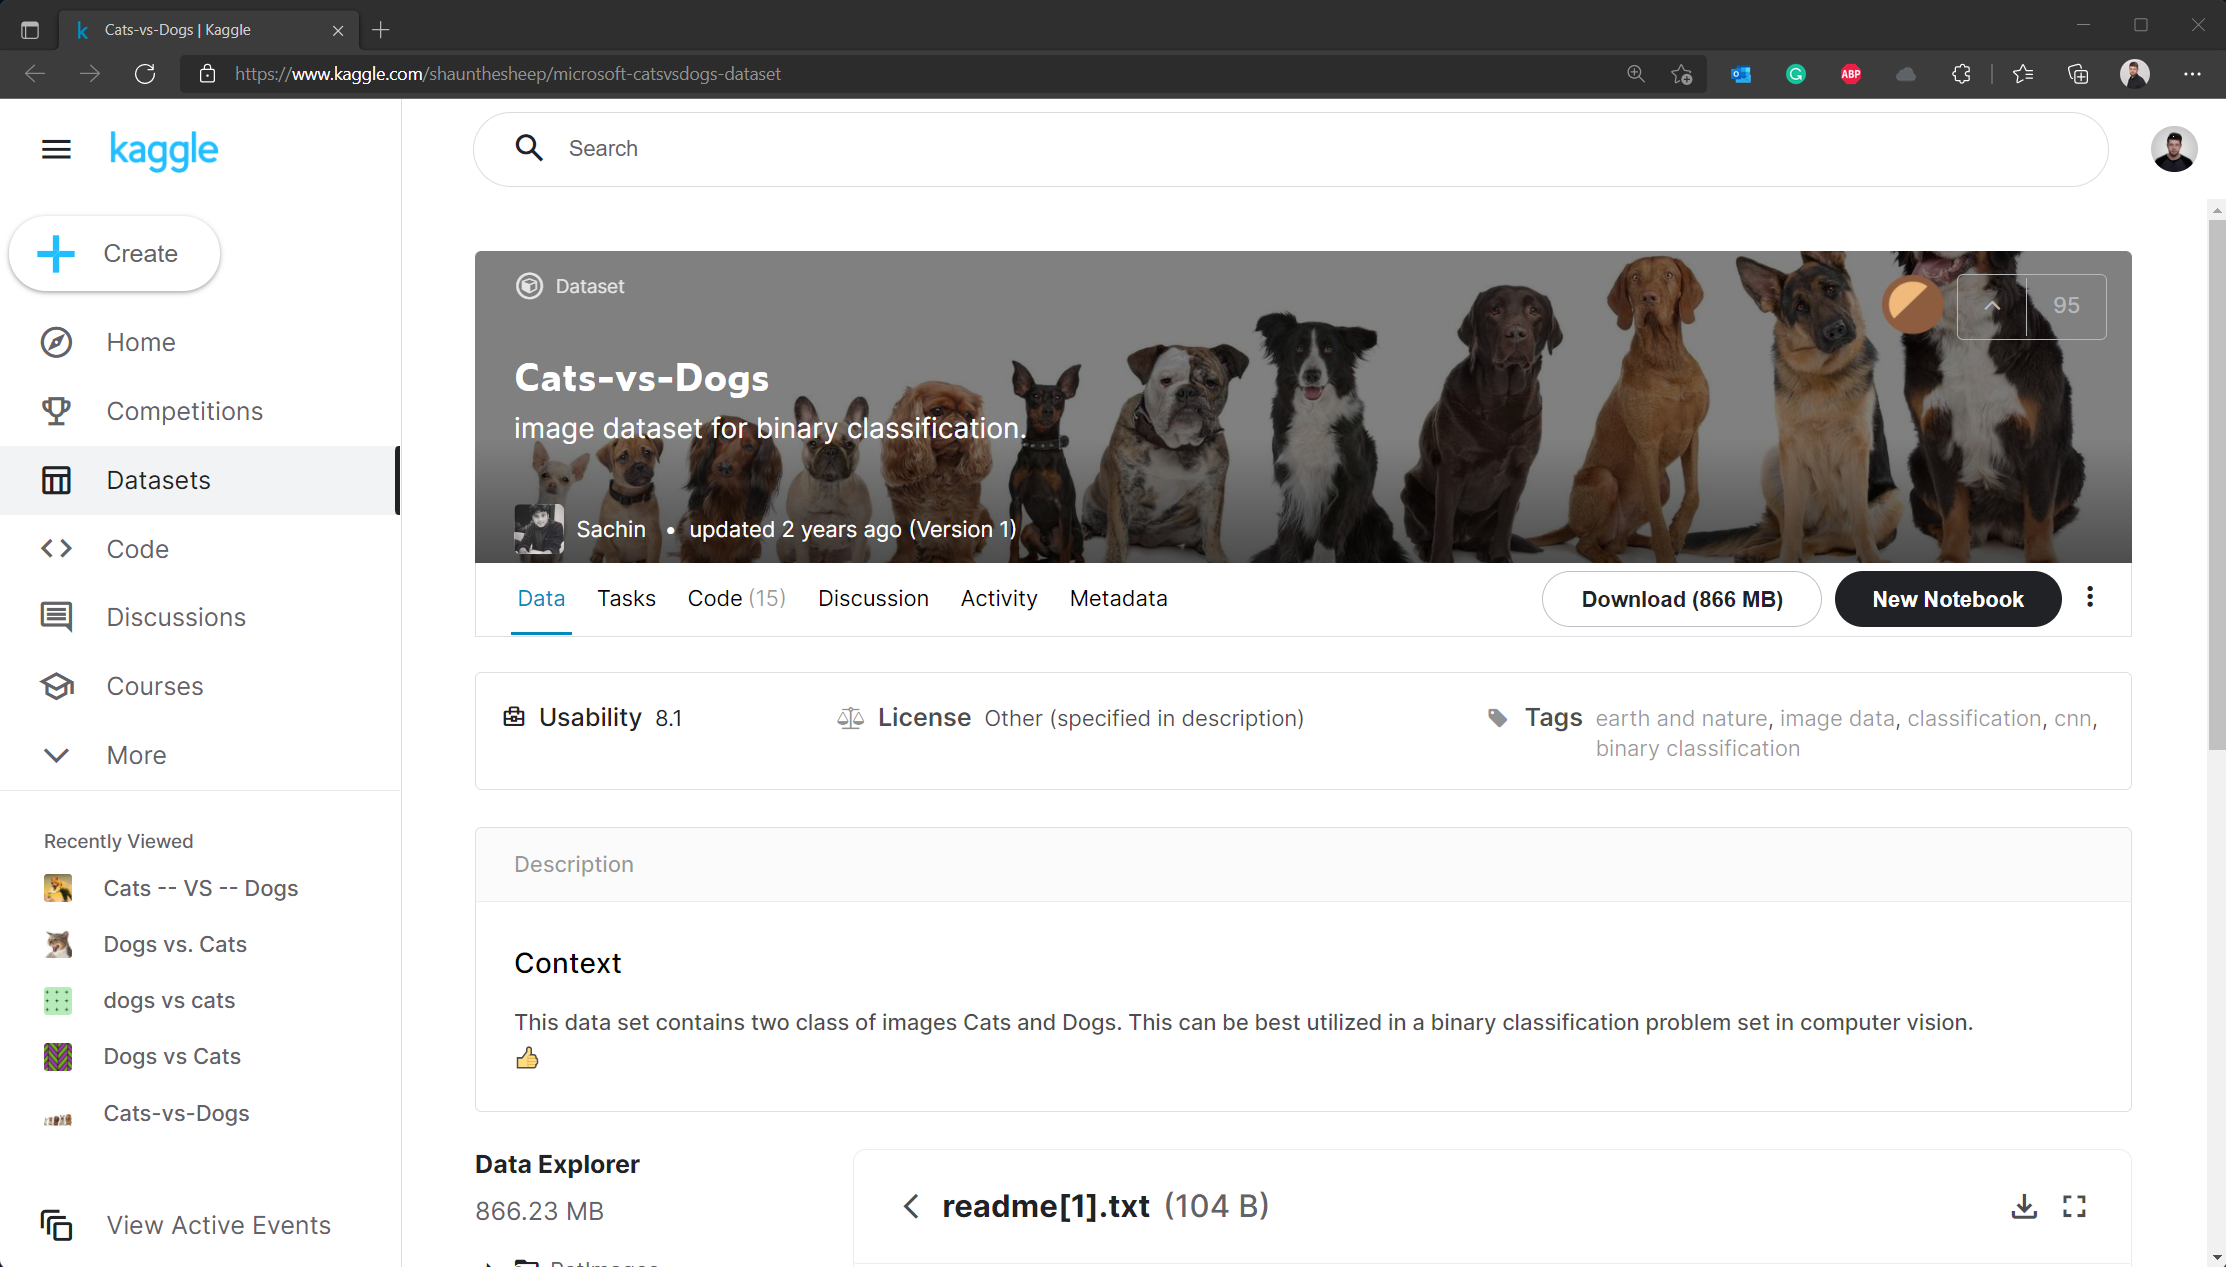 Cats-vs-Dogs | Kaggle
https://www.kaggle.com/shaunthesheep/microsoft-catsvsdogs-dataset
ABP
kaggle
Search
Create
Home
Competitions
Datasets
Code
Discussions
Courses
More
Recently Viewed
Cats -- VS -- Dogs
Dogs vs. Cats
dogs vs cats
Dogs vs Cats
Cats-vs-Dogs
View Active Events
Dataset
95
Cats-vs-Dogs
image dataset for binary classification.
Sachin • updated 2 years ago (Version 1)
Data Tasks Code (15) Discussion Activity Metadata Download (866 MB) New Notebook
Usability 8.1 License Other (specified in description) Tags earth and nature, image data, classification, cnn,
binary classification
Description
Context
This data set contains two class of images Cats and Dogs. This can be best utilized in a binary classification problem set in computer vision.
Data Explorer
866.23 MB
readme[1].txt (104 B)